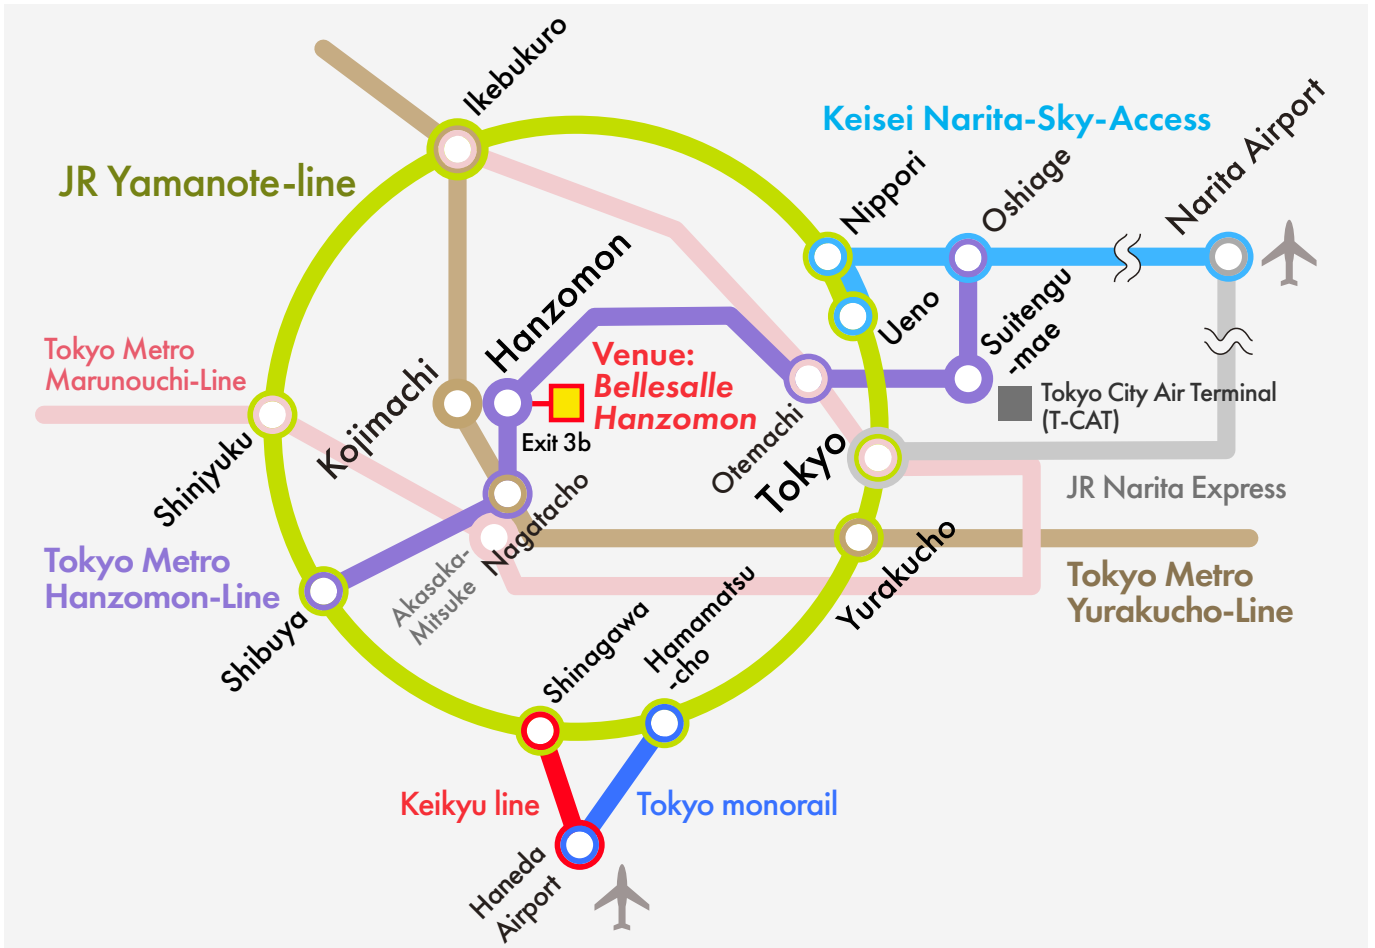 Ikebukuro
Keisei Narita-Sky-Access
Narita Airport
JR Yamanote-line
Nippori
Oshiage
Hanzomon
Ueno
Suitengu
-mae
Tokyo Metro
Marunouchi-Line
Venue:
Bellesalle
Hanzomon
Kojimachi
Exit 3b
Tokyo City Air Terminal
(T-CAT)
Otemachi
Tokyo
Shinjyuku
JR Narita Express
Nagatacho
Akasaka-
Mitsuke
Tokyo Metro
Hanzomon-Line
Yurakucho
Tokyo Metro
Yurakucho-Line
Shibuya
Shinagawa
Hamamatsu
-cho
Keikyu line
Tokyo monorail
Haneda
Airport